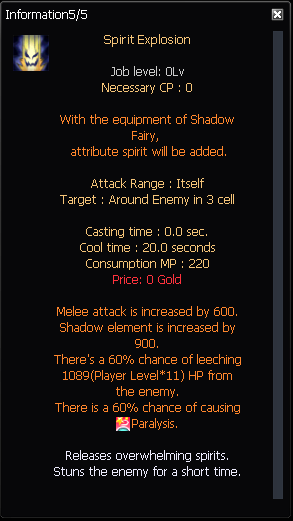 Information5/5
Spirit Explosion
Job level: 0Lv
Necessary CP : 0
With the equipment of Shadow
Fairy,
attribute spirit will be added.
Attack Range : Itself
Target : Around Enemy in 3 cell
Casting time : 0.0 sec.
Cool time : 20.0 seconds
Consumption MP : 220
Price: 0 Gold
Melee attack is increased by 600.
Shadow element is increased by
900.
There's a 60% chance of leeching
1089(Player Level*11) HP from
the enemy.
There is a 60% chance of causing
Paralysis.
Releases overwhelming spirits.
Stuns the enemy for a short time.